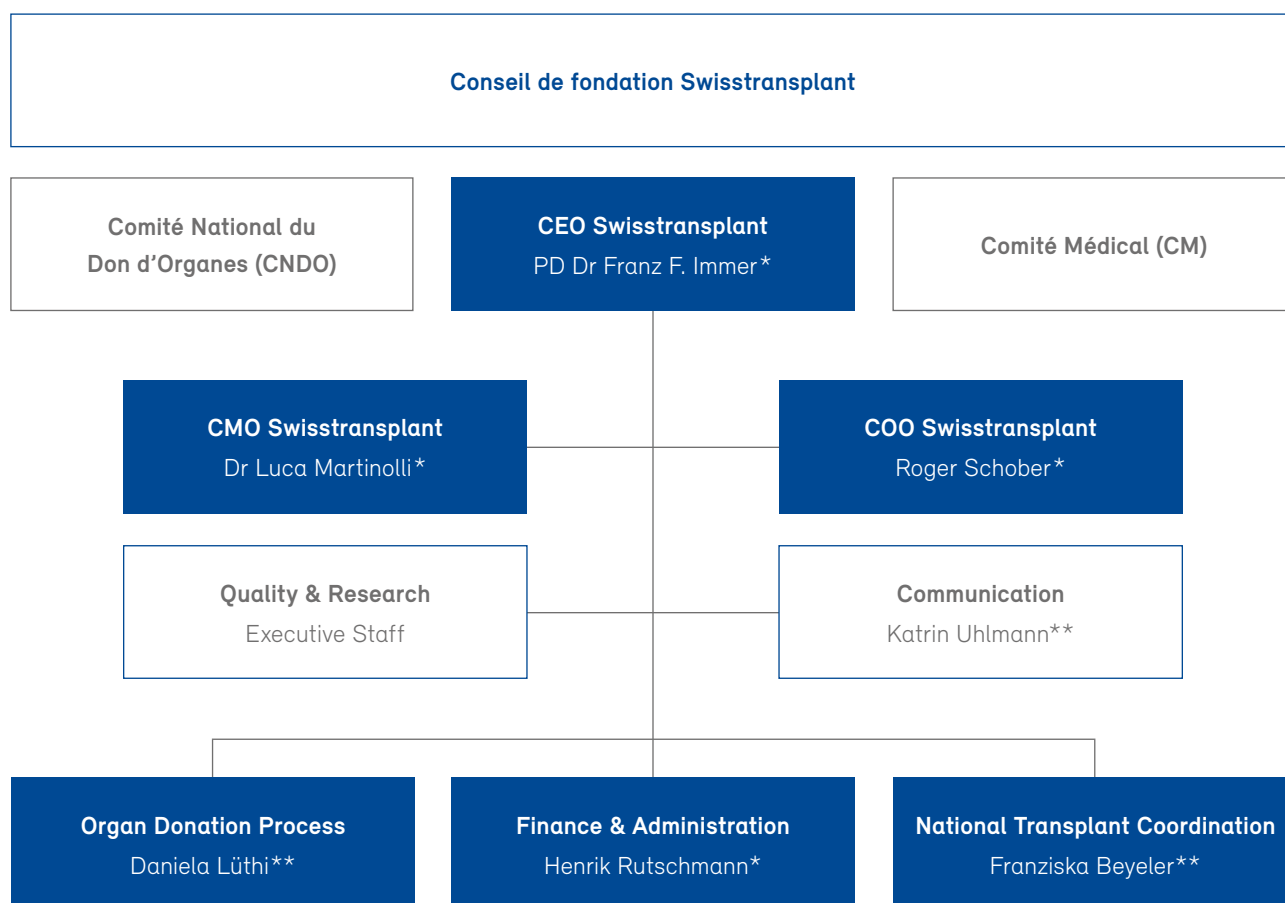 Conseil de fondation Swisstransplant
Comité National du
Don d'Organes (CNDO)
CEO Swisstransplant
PD Dr Franz F. Immer*
Comité Médical (CM)
CMO Swisstransplant
Dr Luca Martinolli*
COO Swisstransplant
Roger Schober*
Quality & Research
Executive Staff
Communication
Katrin Uhlmann**
Organ Donation Process
Daniela Lüthi**
Finance & Administration
Henrik Rutschmann*
National Transplant Coordination
Franziska Beyeler**